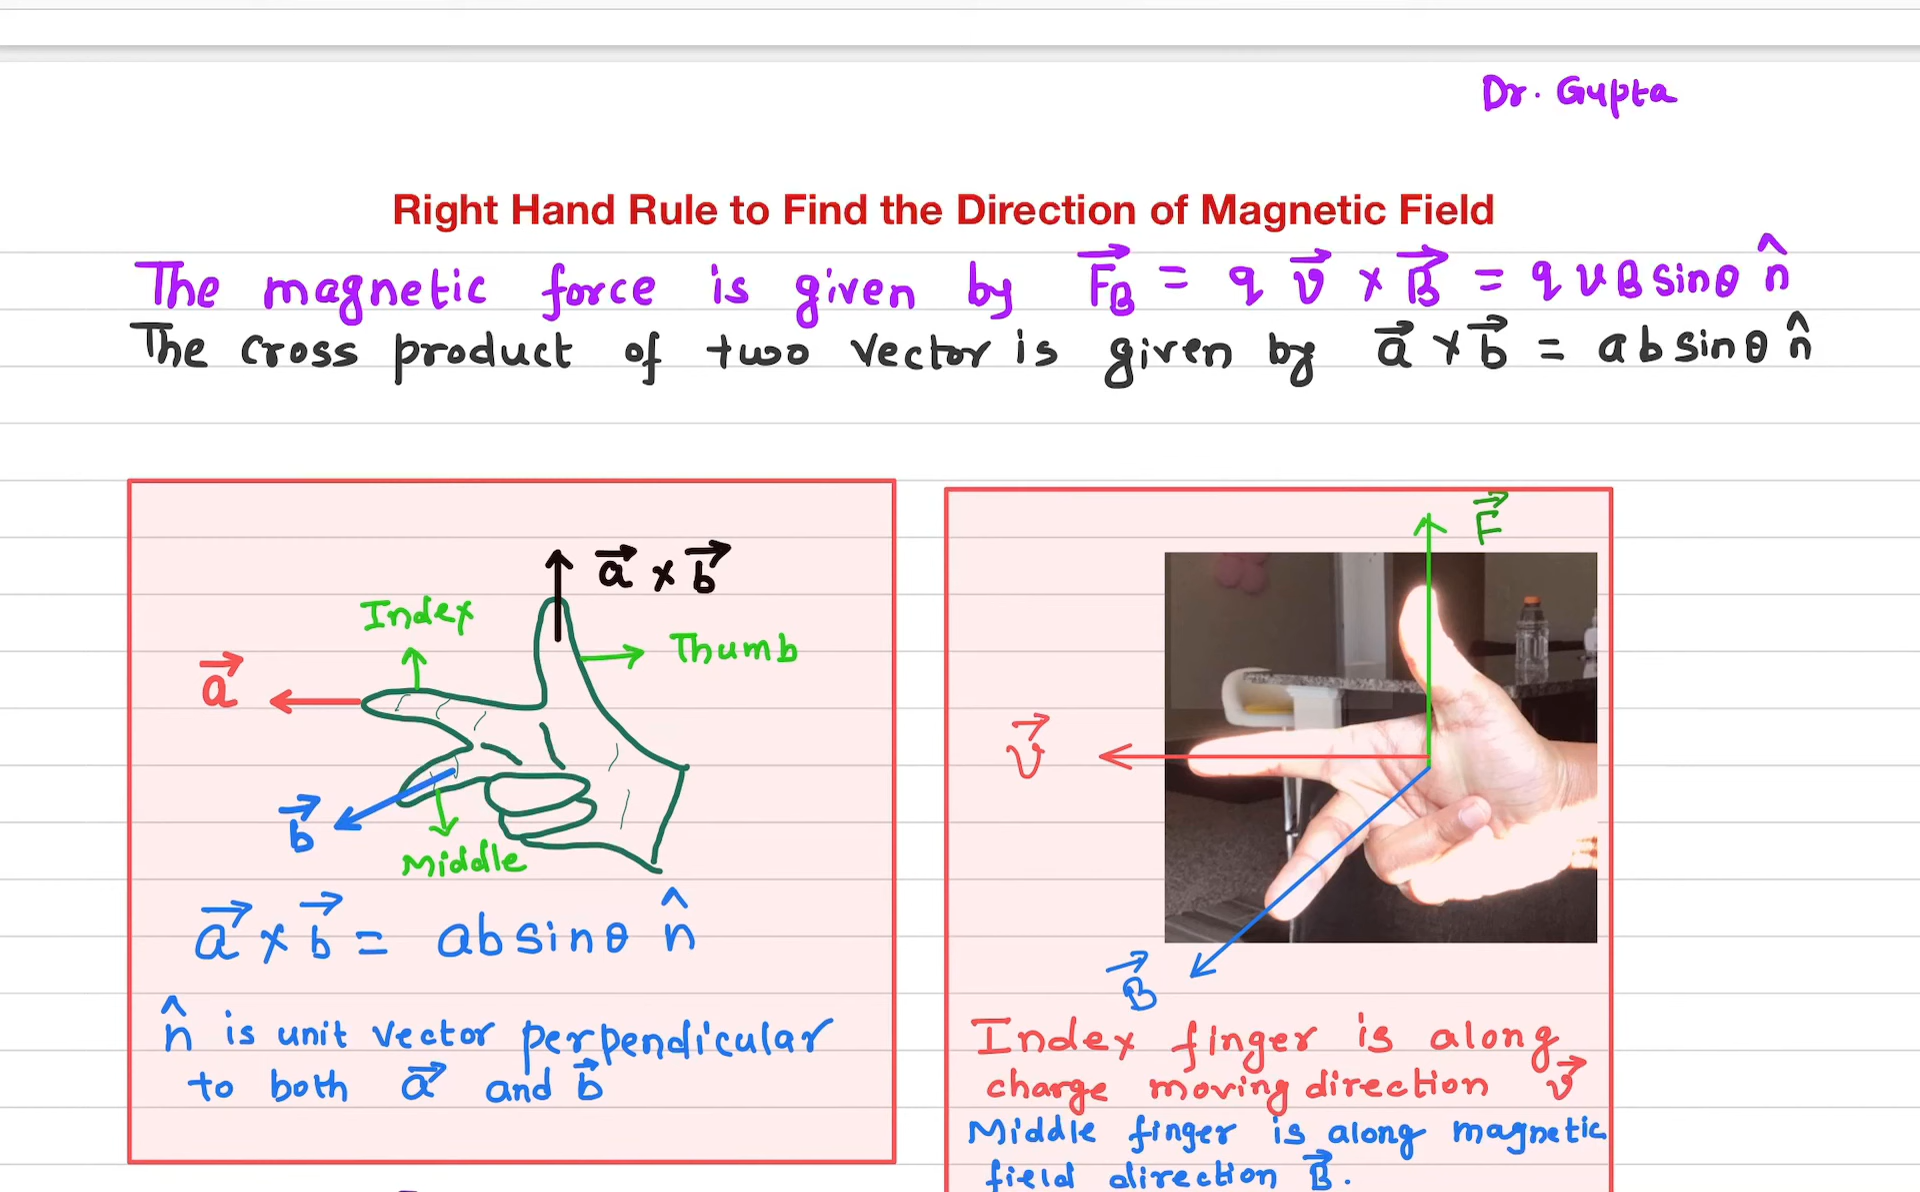 Dr. Gupta
Right Hand Rule to Find the Direction of Magnetic Field
The magnetic force is given by F⃗_B = q v⃗ × B⃗ = q v B sinθ n̂
The cross product of two vector is given by a⃗ × b⃗ = a b sinθ n̂
a⃗ × b⃗
Index
Thumb
a⃗
b⃗
Middle
a⃗ × b⃗ = ab sinθ n̂
n̂ is unit vector perpendicular
to both a⃗ and b⃗
F⃗
v⃗
B⃗
Index finger is along
charge moving direction v⃗
Middle finger is along magnetic
field direction B⃗.